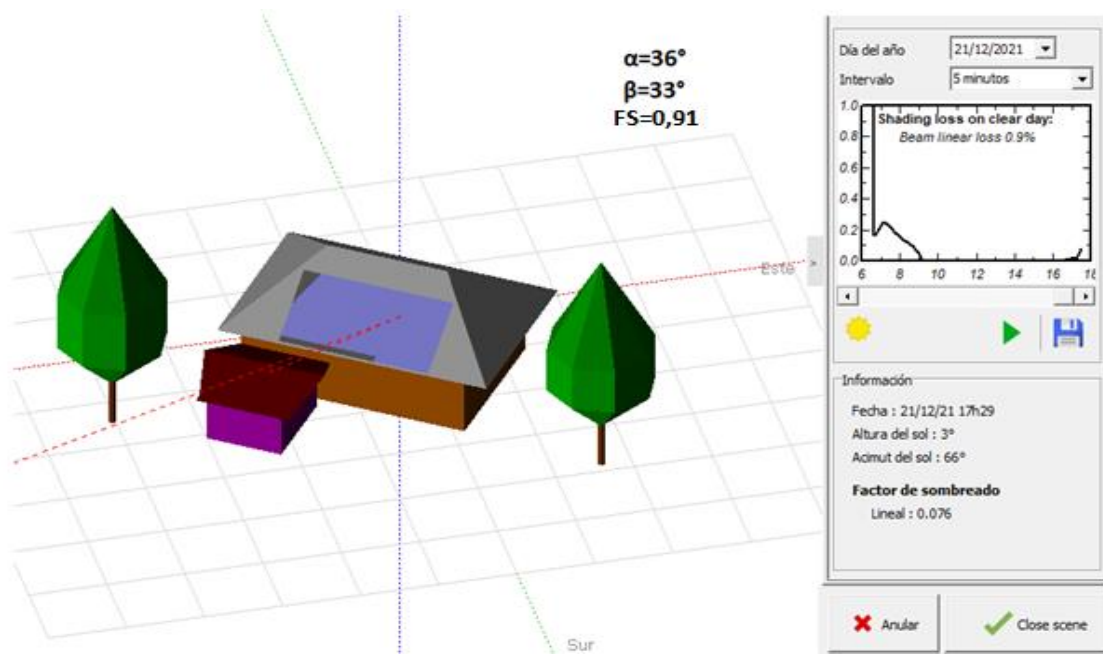 α=36°
β=33°
FS=0,91
Este
Sur
Día del año 21/12/2021
Intervalo 5 minutos
1.0
0.8
0.6
0.4
0.2
0.0
Shading loss on clear day:
Beam linear loss 0.9%
6 8 10 12 14 16 18
Información
Fecha : 21/12/21 17h29
Altura del sol : 3°
Acimut del sol : 66°
Factor de sombreado
Lineal : 0.076
Anular
Close scene